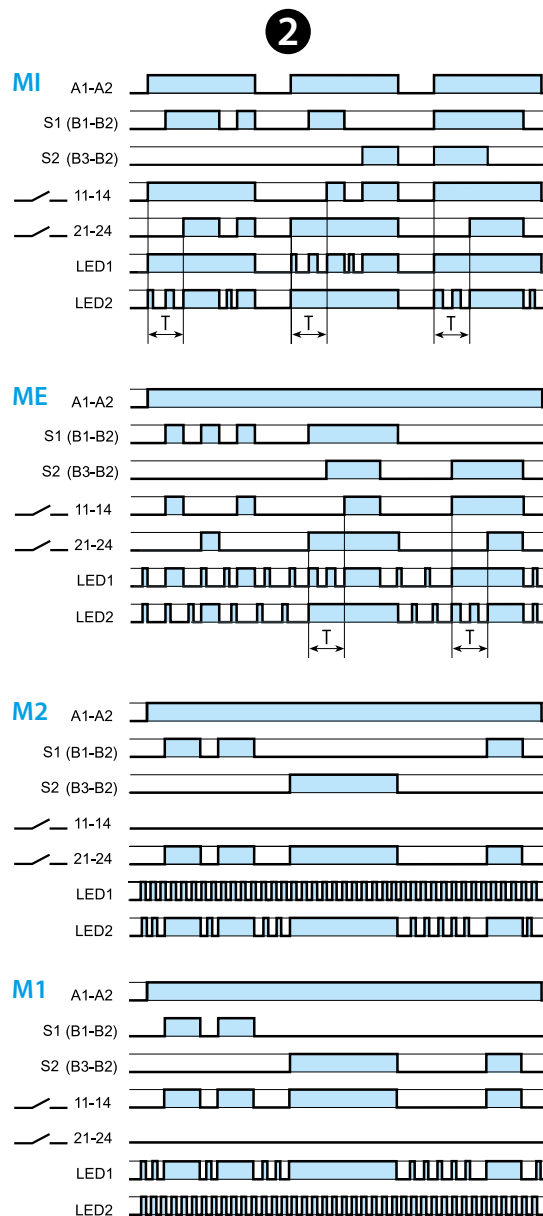 2
MI A1-A2
S1 (B1-B2)
S2 (B3-B2)
11-14
21-24
LED1
LED2
T T T
ME A1-A2
S1 (B1-B2)
S2 (B3-B2)
11-14
21-24
LED1
LED2
T T
M2 A1-A2
S1 (B1-B2)
S2 (B3-B2)
11-14
21-24
LED1
LED2
M1 A1-A2
S1 (B1-B2)
S2 (B3-B2)
11-14
21-24
LED1
LED2